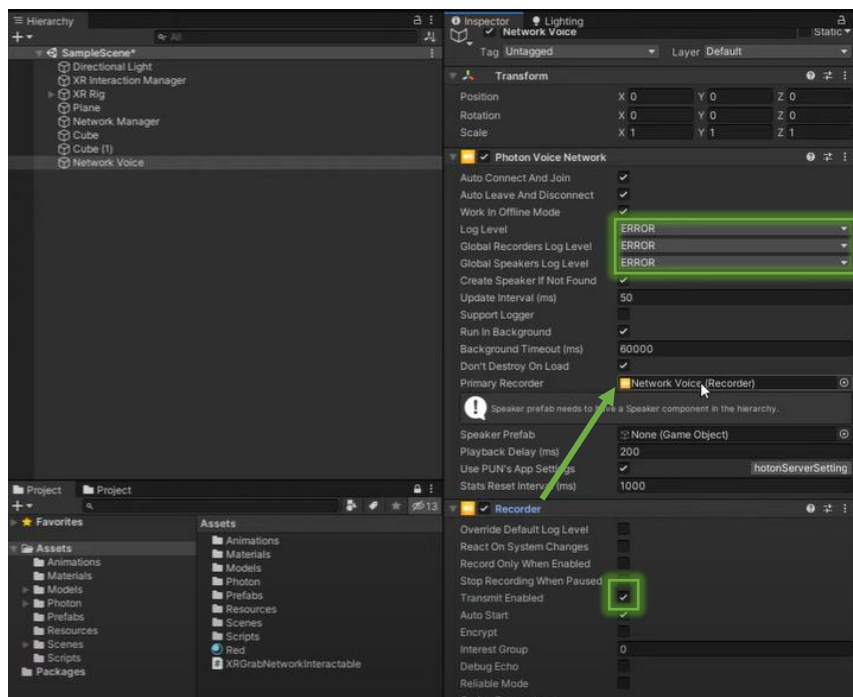 Hierarchy
All
SampleScene*
Directional Light
XR Interaction Manager
XR Rig
Plane
Network Manager
Cube
Cube (1)
Network Voice
Inspector
Lighting
Network Voice
Static
Tag Untagged Layer Default
Transform
Position X 0 Y 0 Z 0
Rotation X 0 Y 0 Z 0
Scale X 1 Y 1 Z 1
Photon Voice Network
Auto Connect And Join
Auto Leave And Disconnect
Work In Offline Mode
Log Level ERROR
Global Recorders Log Level ERROR
Global Speakers Log Level ERROR
Create Speaker If Not Found
Update Interval (ms) 50
Support Logger
Run In Background
Background Timeout (ms) 60000
Don't Destroy On Load
Primary Recorder Network Voice (Recorder)
Speaker prefab needs to have a Speaker component in the hierarchy.
Speaker Prefab None (Game Object)
Playback Delay (ms) 200
Use PUN's App Settings hotonServerSetting
Stats Reset Interval (ms) 1000
Recorder
Override Default Log Level
React On System Changes
Record Only When Enabled
Stop Recording When Paused
Transmit Enabled
Auto Start
Encrypt
Interest Group 0
Debug Echo
Reliable Mode
Project
Project
13
Favorites
Assets
Animations
Materials
Models
Photon
Prefabs
Resources
Scenes
Scripts
Packages
Assets
Animations
Materials
Models
Photon
Prefabs
Resources
Scenes
Scripts
Red
XRGrabNetworkInteractable